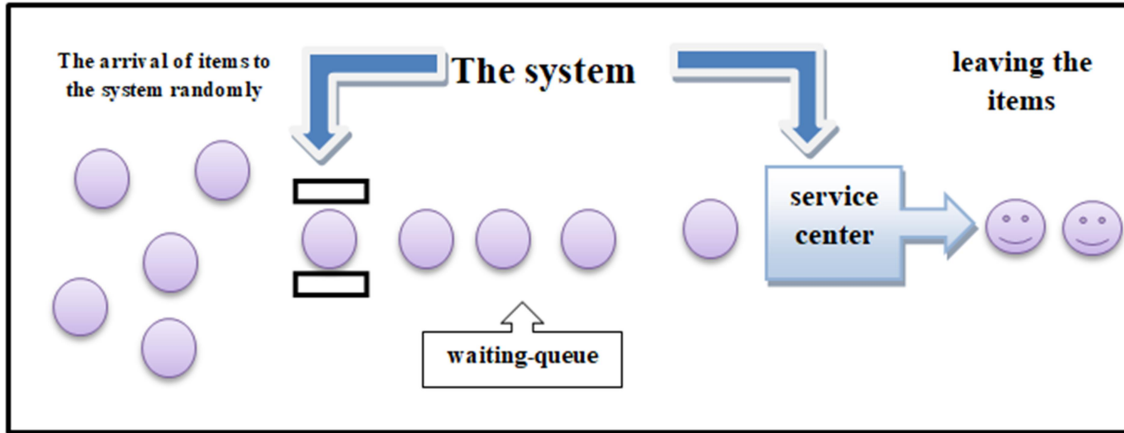 The arrival of items to
the system randomly
The system
leaving the
items
service
center
waiting-queue